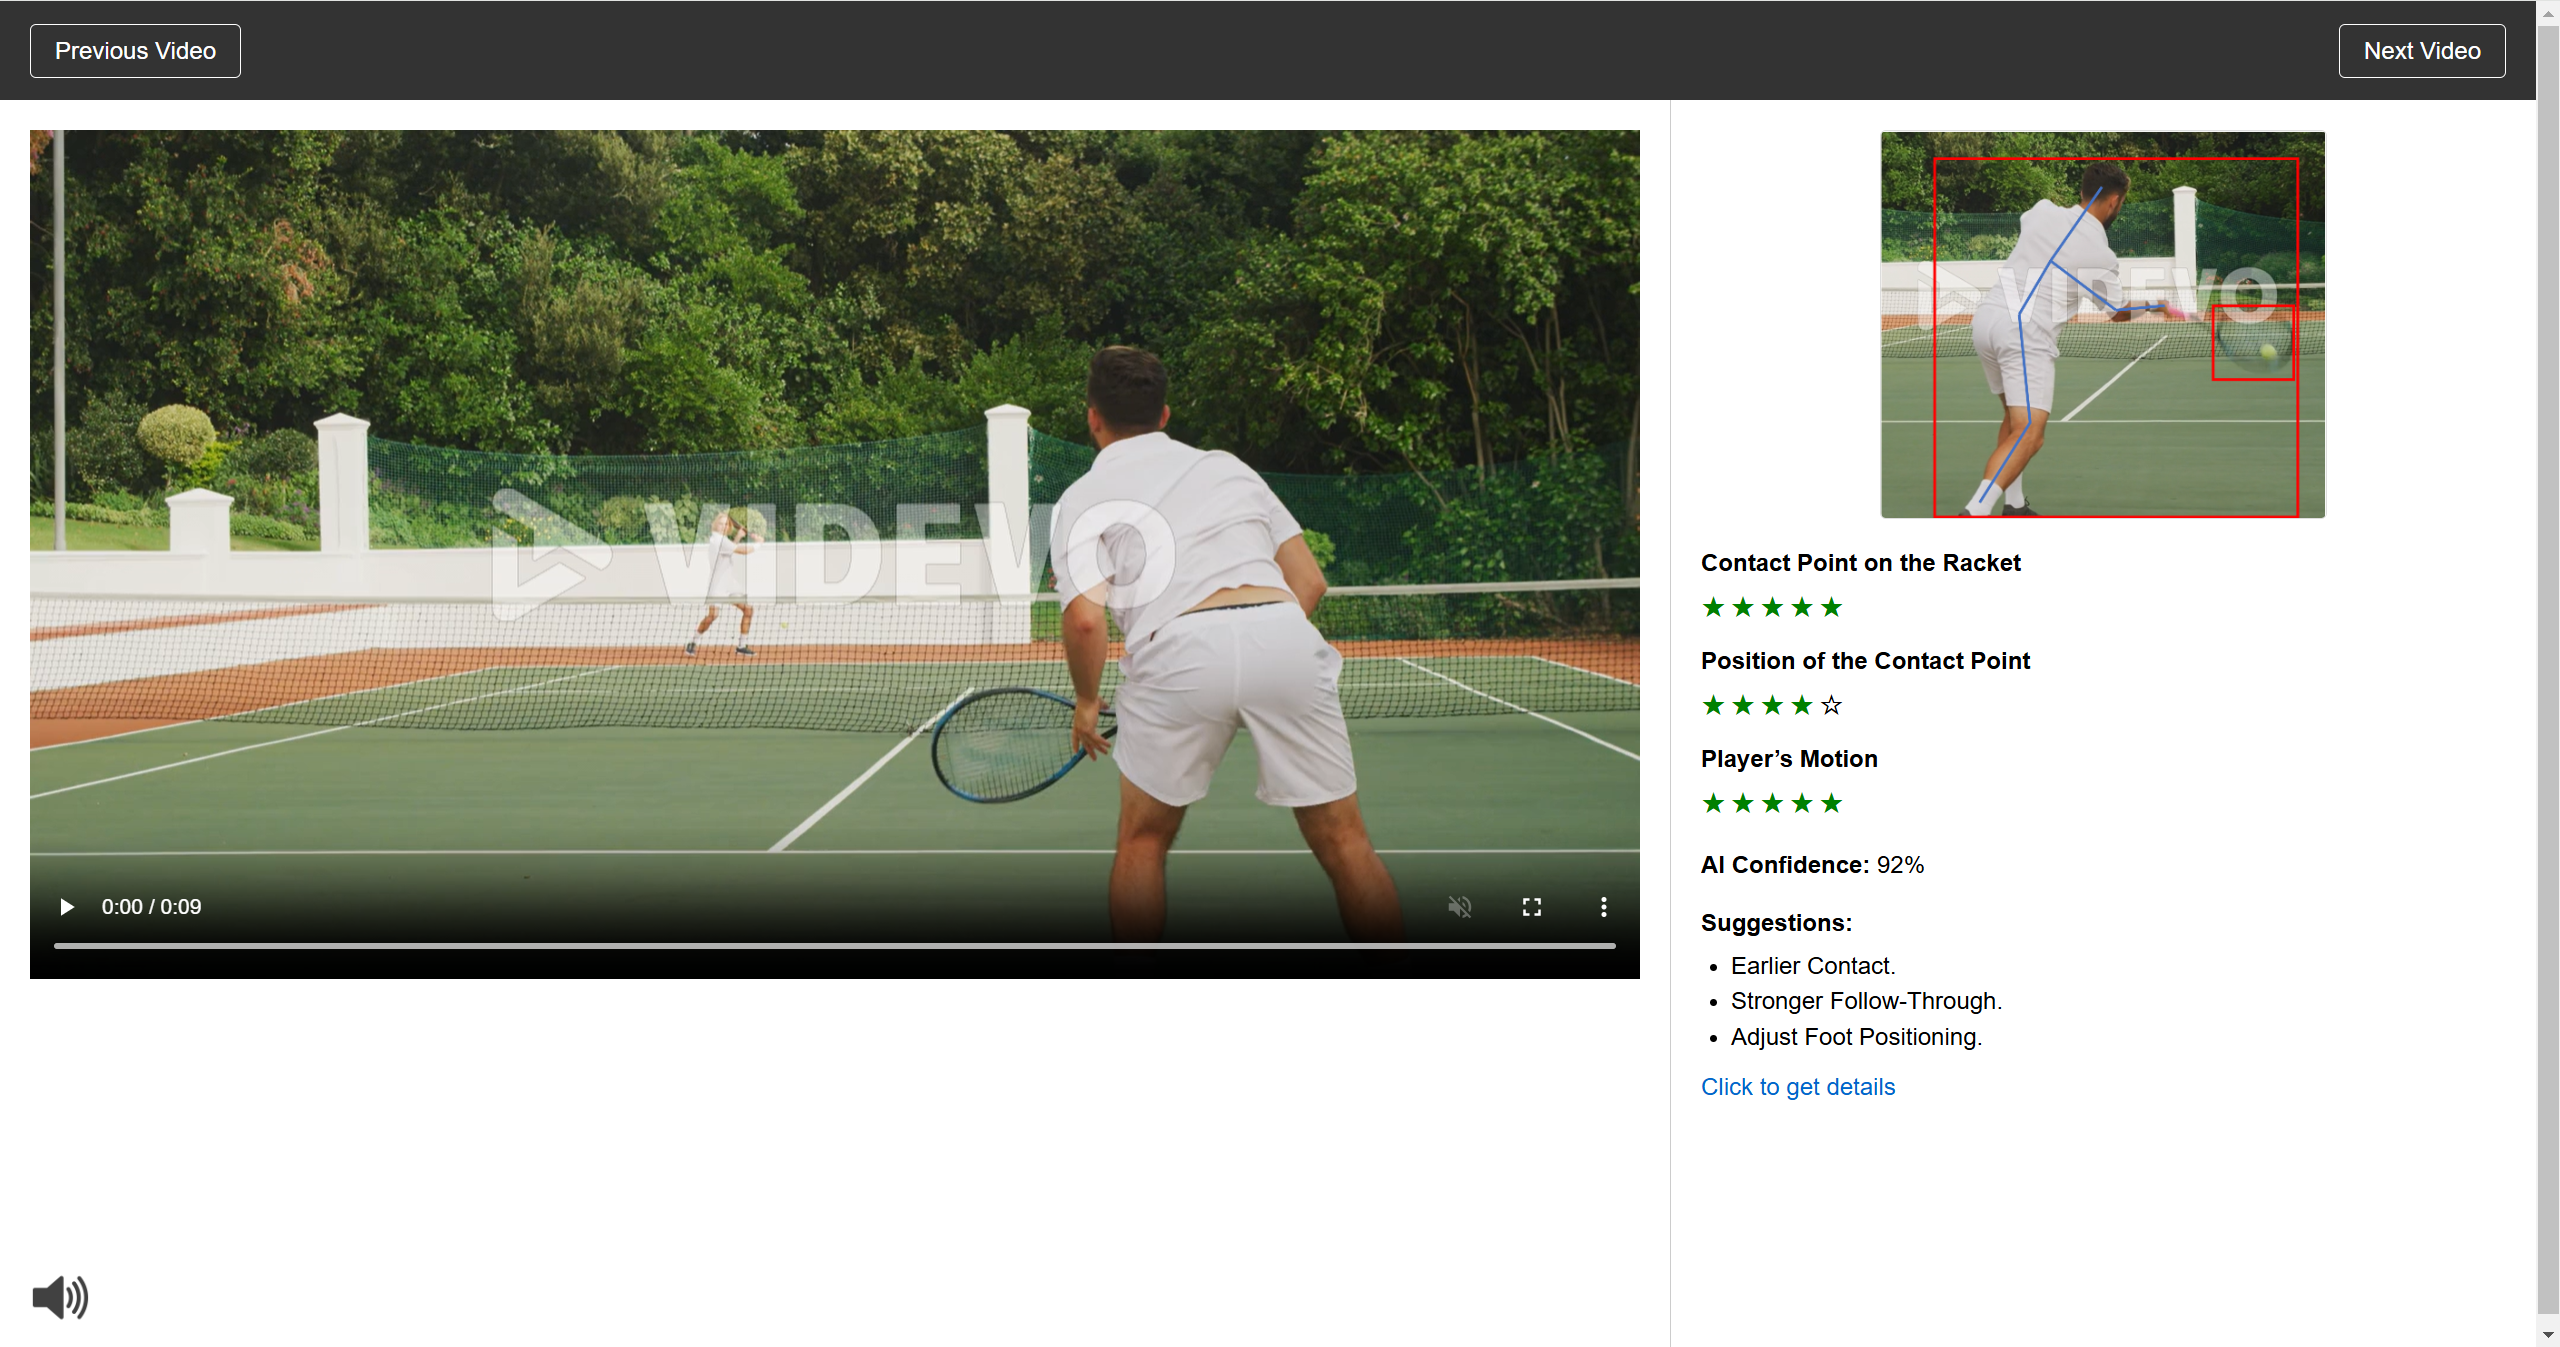 Previous Video
Next Video
VIDEVO
VIDEVO
Contact Point on the Racket
★ ★ ★ ★ ★
Position of the Contact Point
★ ★ ★ ★ ☆
Player’s Motion
★ ★ ★ ★ ★
AI Confidence: 92%
Suggestions:
• Earlier Contact.
• Stronger Follow-Through.
• Adjust Foot Positioning.
Click to get details
0:00 / 0:09